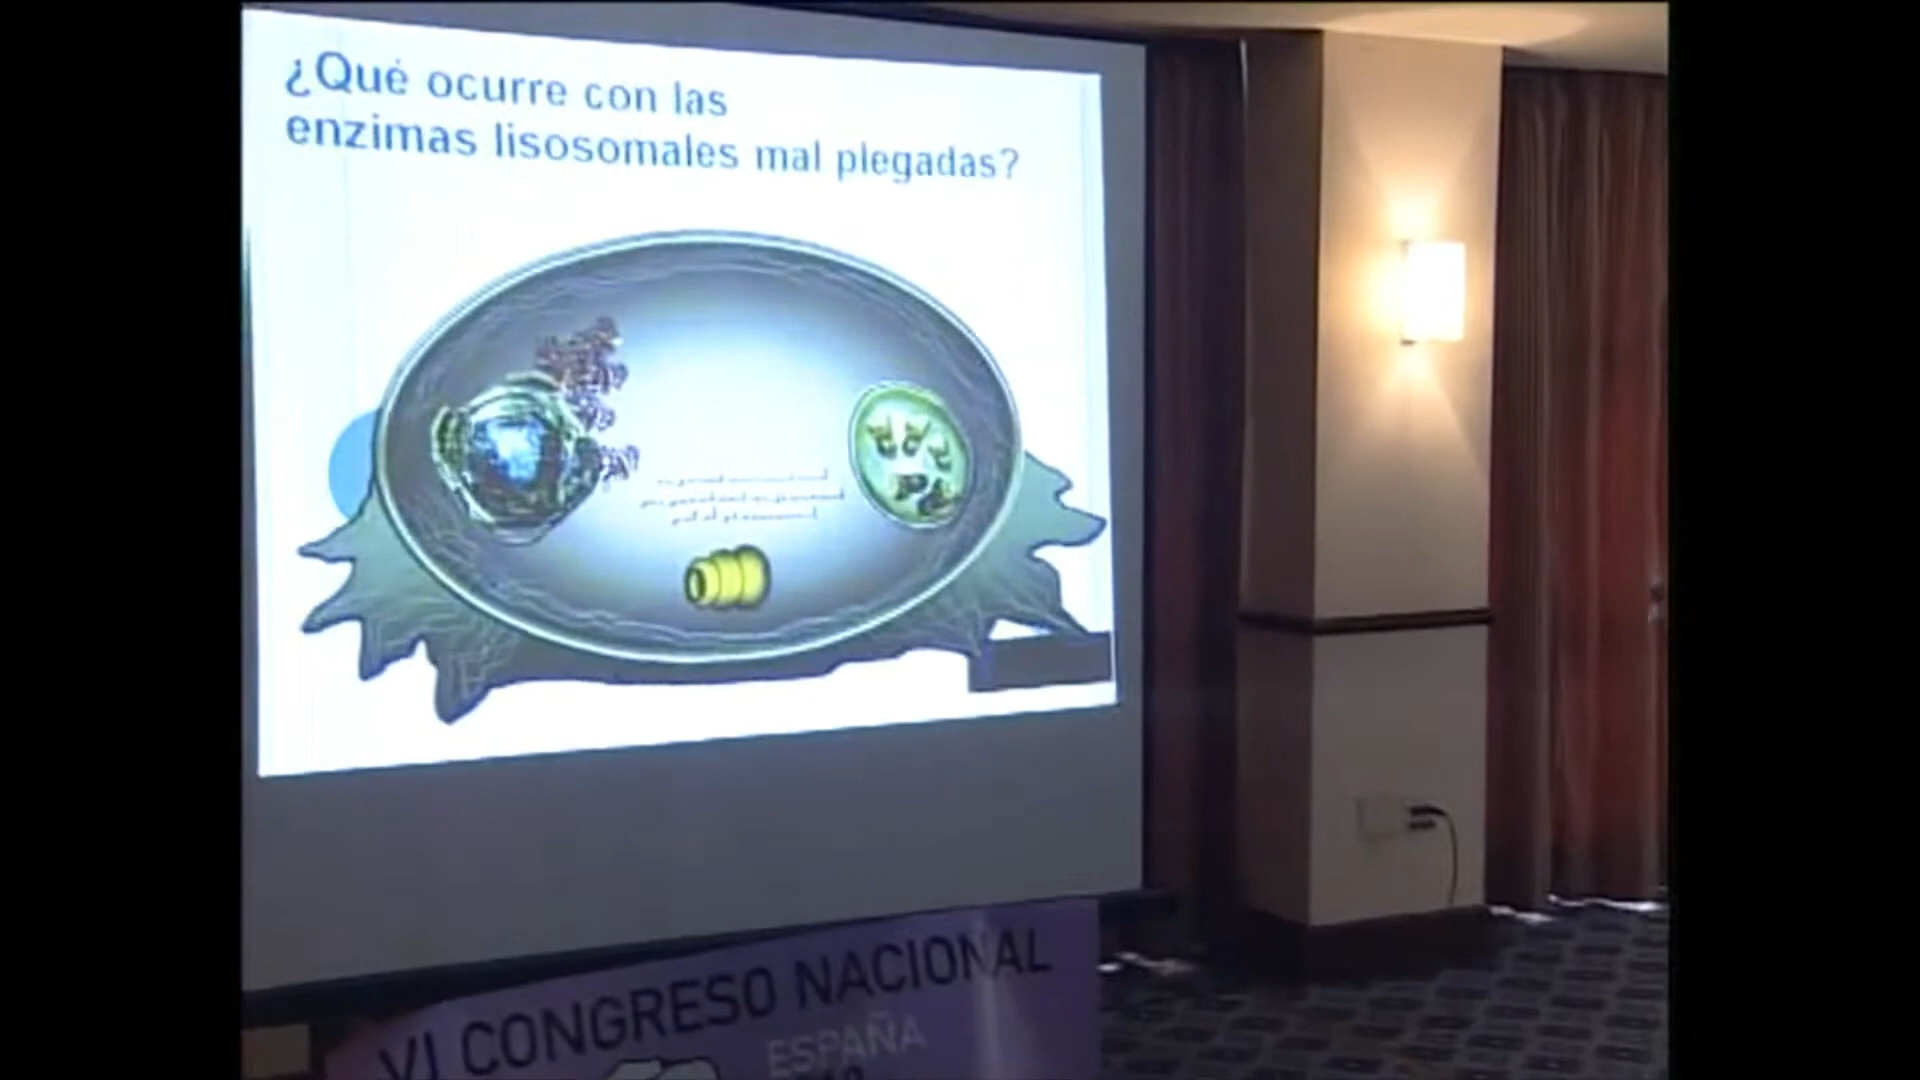 ¿Qué ocurre con las
enzimas lisosomales mal plegadas?
VI CONGRESO NACIONAL
ESPAÑA